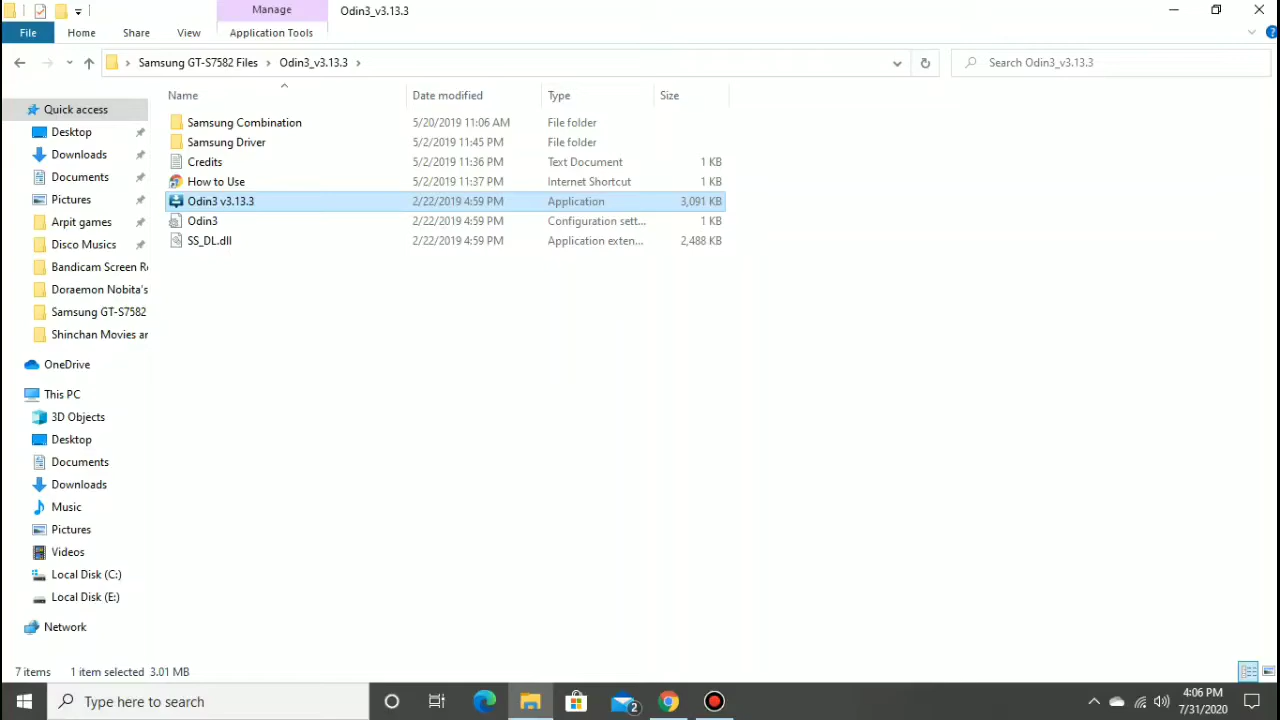 Manage
Odin3_v3.13.3
File
Home
Share
View
Application Tools
Samsung GT-S7582 Files
Odin3_v3.13.3
Search Odin3_v3.13.3
Name
Date modified
Type
Size
Quick access
Desktop
Downloads
Documents
Pictures
Arpit games
Disco Musics
Bandicam Screen Re
Doraemon Nobita's
Samsung GT-S7582
Shinchan Movies ar
OneDrive
This PC
3D Objects
Desktop
Documents
Downloads
Music
Pictures
Videos
Local Disk (C:)
Local Disk (E:)
Network
Samsung Combination 5/20/2019 11:06 AM File folder
Samsung Driver 5/2/2019 11:45 PM File folder
Credits 5/2/2019 11:36 PM Text Document 1 KB
How to Use 5/2/2019 11:37 PM Internet Shortcut 1 KB
Odin3 v3.13.3 2/22/2019 4:59 PM Application 3,091 KB
Odin3 2/22/2019 4:59 PM Configuration sett... 1 KB
SS_DL.dll 2/22/2019 4:59 PM Application exten... 2,488 KB
7 items
1 item selected 3.01 MB
Type here to search
2
4:06 PM
7/31/2020